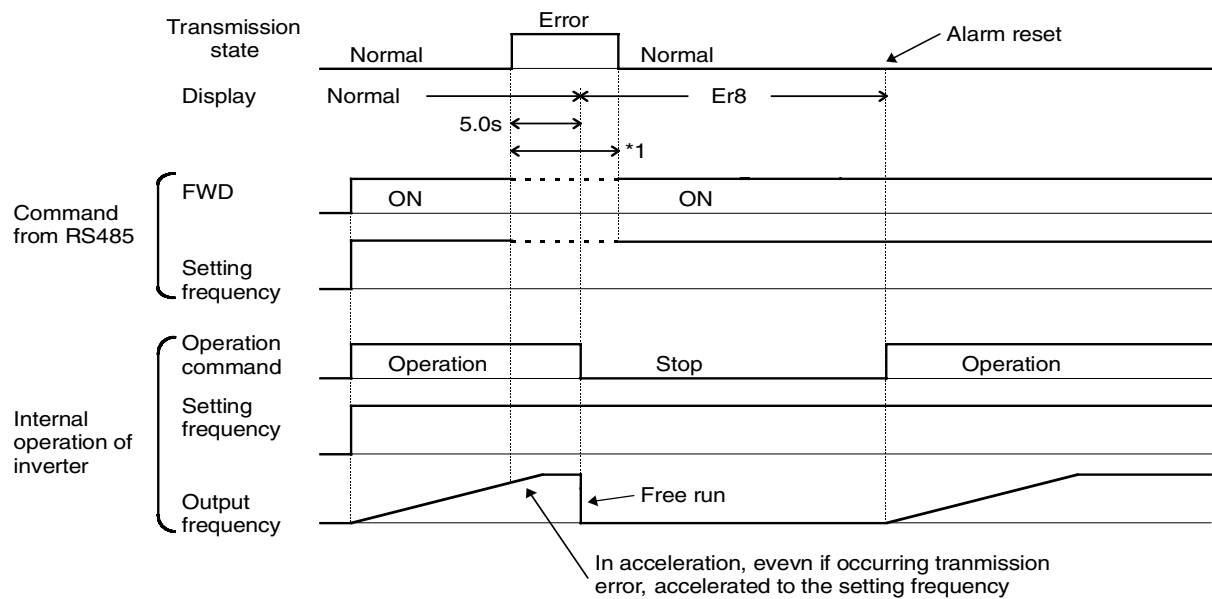 Transmission
state
Error
Normal
Normal
Alarm reset
Display
Normal
Er8
5.0s
*1
Command
from RS485
FWD
ON
ON
Setting
frequency
Internal
operation of
inverter
Operation
command
Operation
Stop
Operation
Setting
frequency
Output
frequency
Free run
In acceleration, evevn if occurring tranmission
error, accelerated to the setting frequency